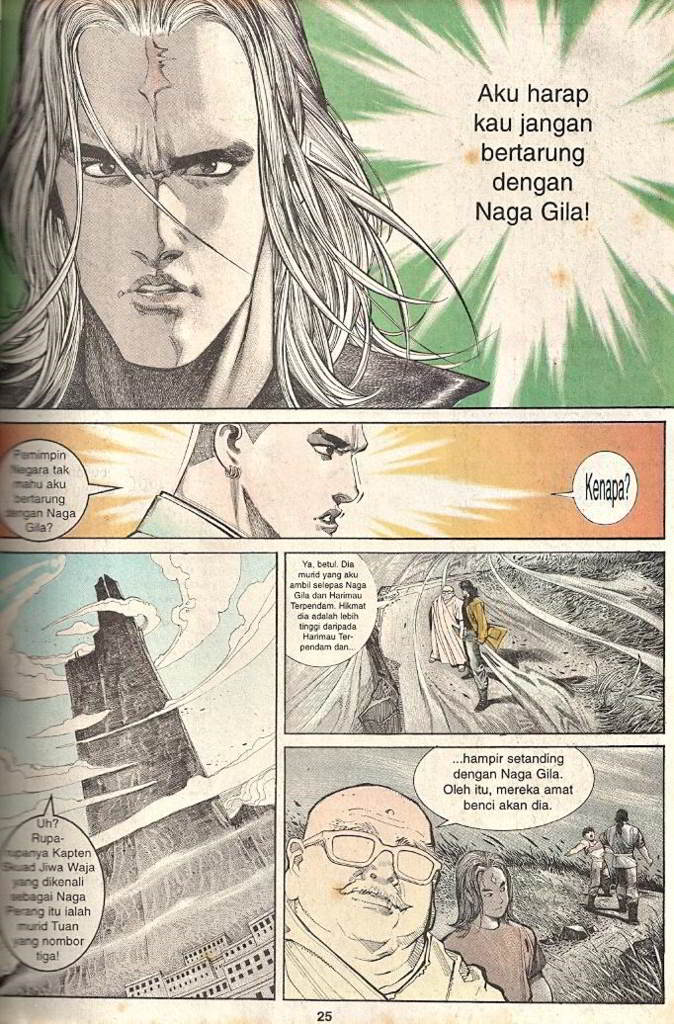 Aku harap
kau jangan
bertarung
dengan
Naga Gila!
Pemimpin
Negara tak
mahu aku
bertarung
dengan Naga
Gila?
Kenapa?
Uh?
Rupa-
rupanya Kapten
Skuad Jiwa Waja
yang dikenali
sebagai Naga
Perang itu ialah
murid Tuan
yang nombor
tiga!
Ya, betul. Dia
murid yang aku
ambil selepas Naga
Gila dan Harimau
Terpendam. Hikmat
dia adalah lebih
tinggi daripada
Harimau Ter-
pendam dan...
...hampir setanding
dengan Naga Gila.
Oleh itu, mereka amat
benci akan dia.
25